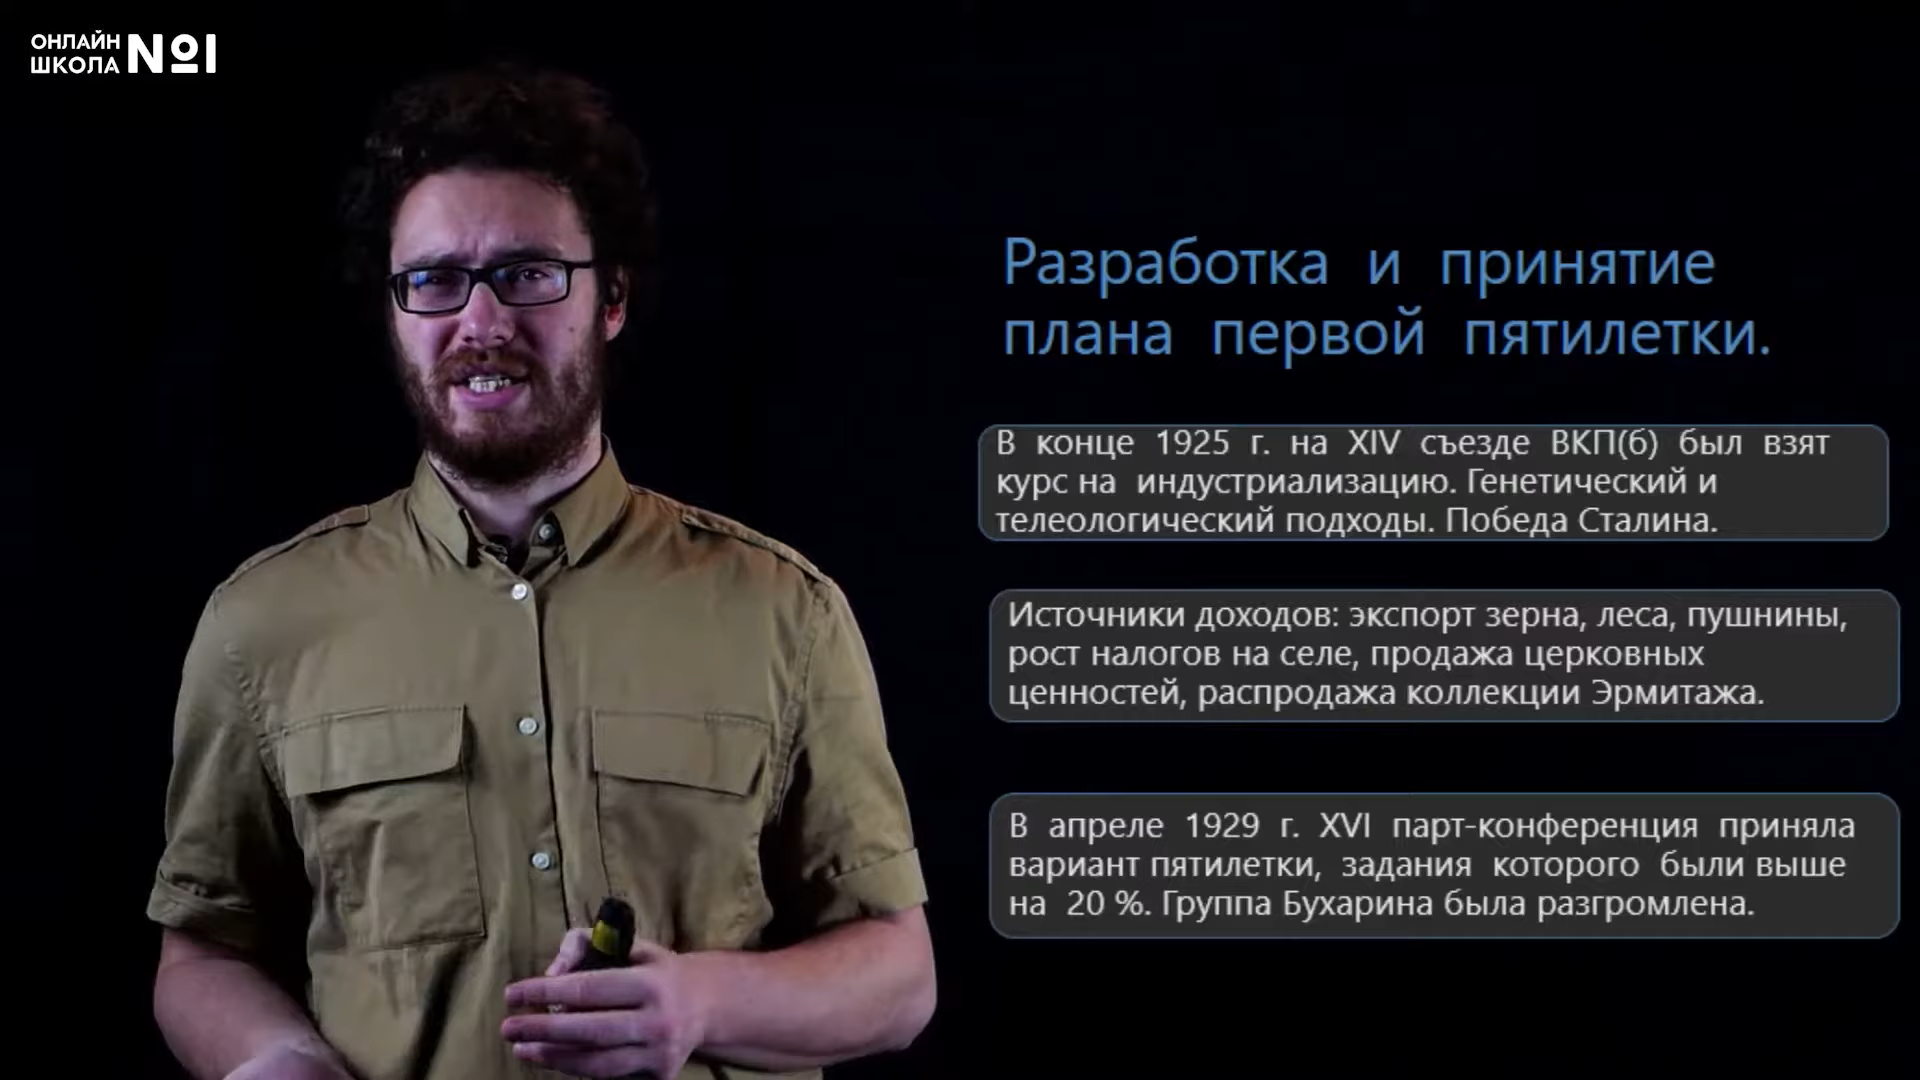 ОНЛАЙН
ШКОЛА №1
Разработка и принятие
плана первой пятилетки.
В конце 1925 г. на XIV съезде ВКП(б) был взят
курс на индустриализацию. Генетический и
телеологический подходы. Победа Сталина.
Источники доходов: экспорт зерна, леса, пушнины,
рост налогов на селе, продажа церковных
ценностей, распродажа коллекции Эрмитажа.
В апреле 1929 г. XVI парт-конференция приняла
вариант пятилетки, задания которого были выше
на 20 %. Группа Бухарина была разгромлена.